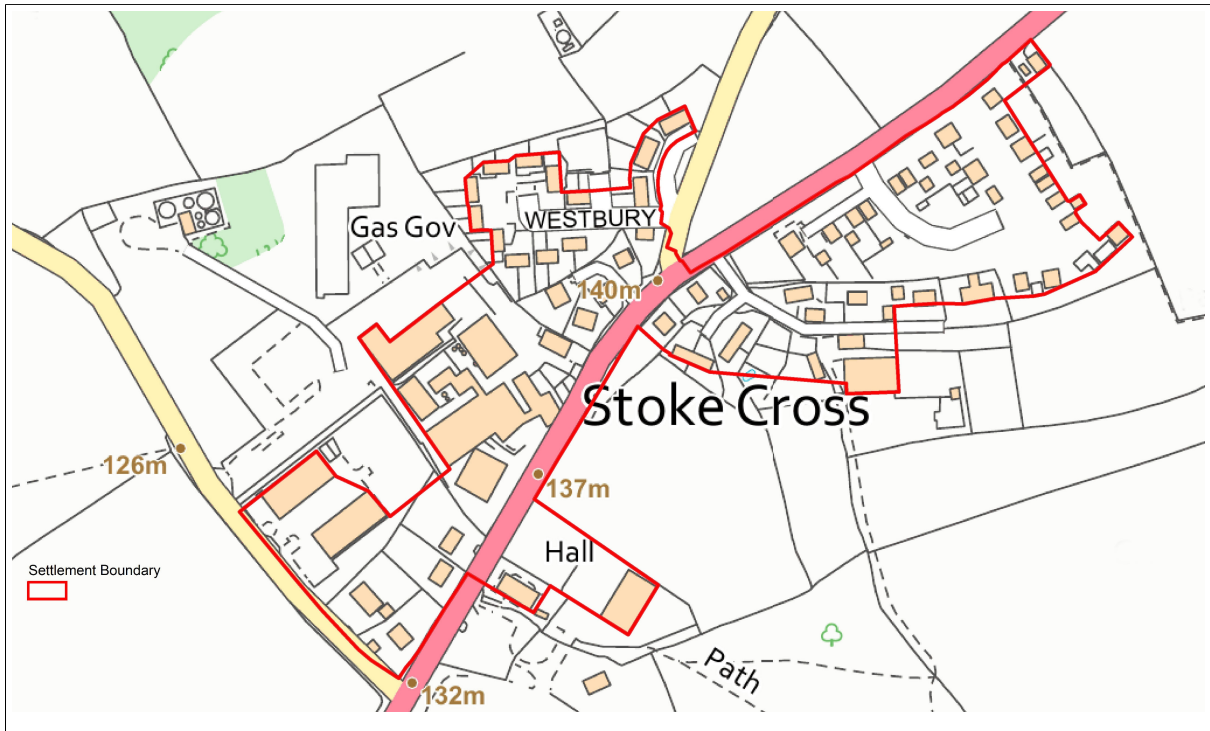 WESTBURY
Gas Gov
140m
Stoke Cross
126m
137m
Hall
Settlement Boundary
Path
132m